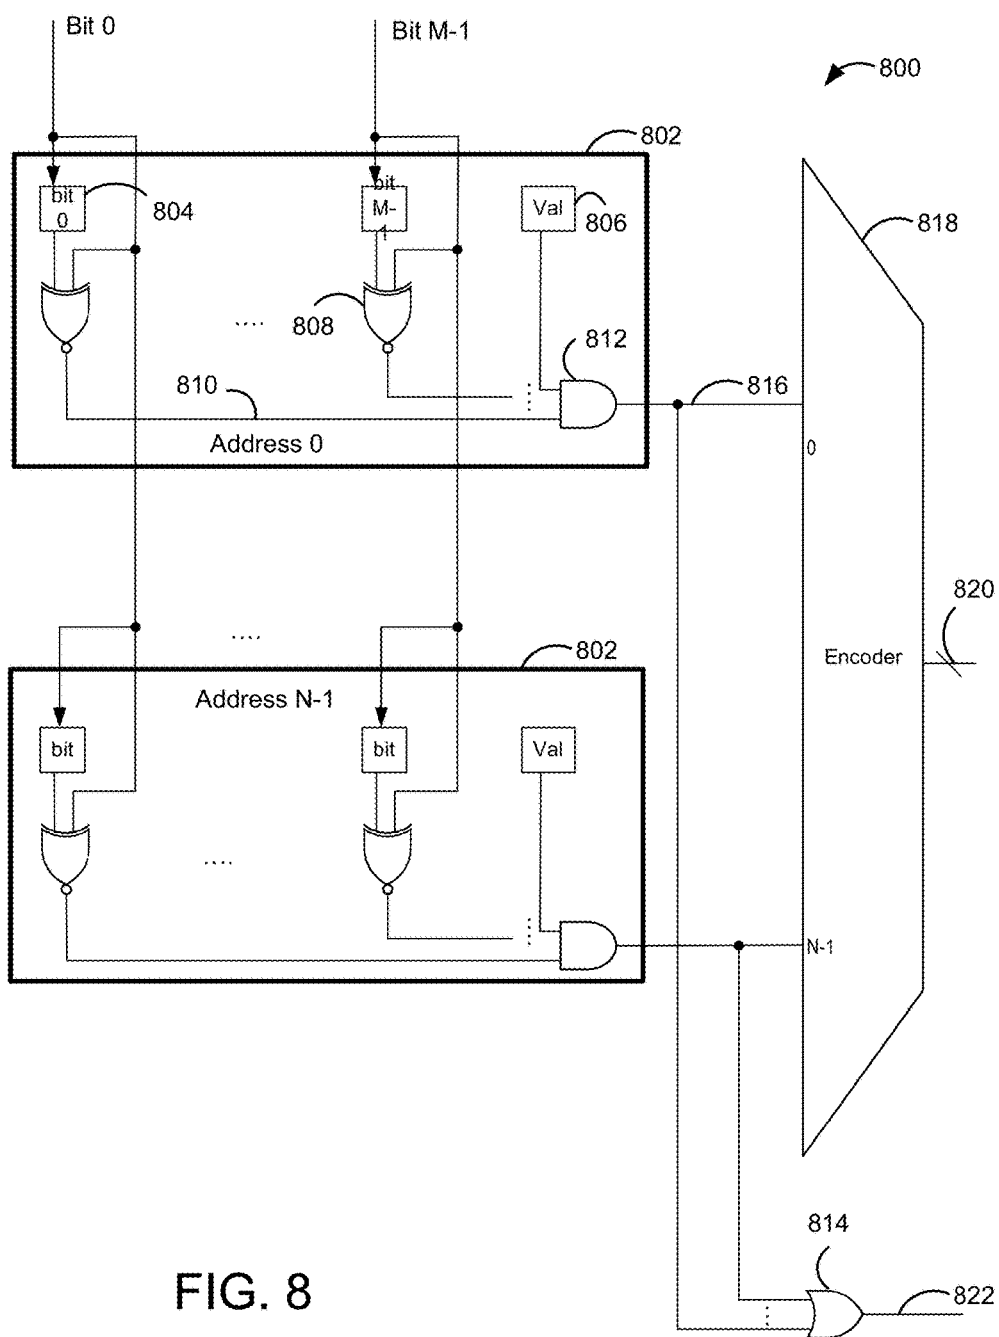 Bit 0
Bit M-1
800
802
bit
0
804
bit
M-
1
Val
806
818
808
....
812
810
816
Address 0
0
820
....
802
Encoder
Address N-1
bit
bit
Val
....
N-1
814
822
FIG. 8